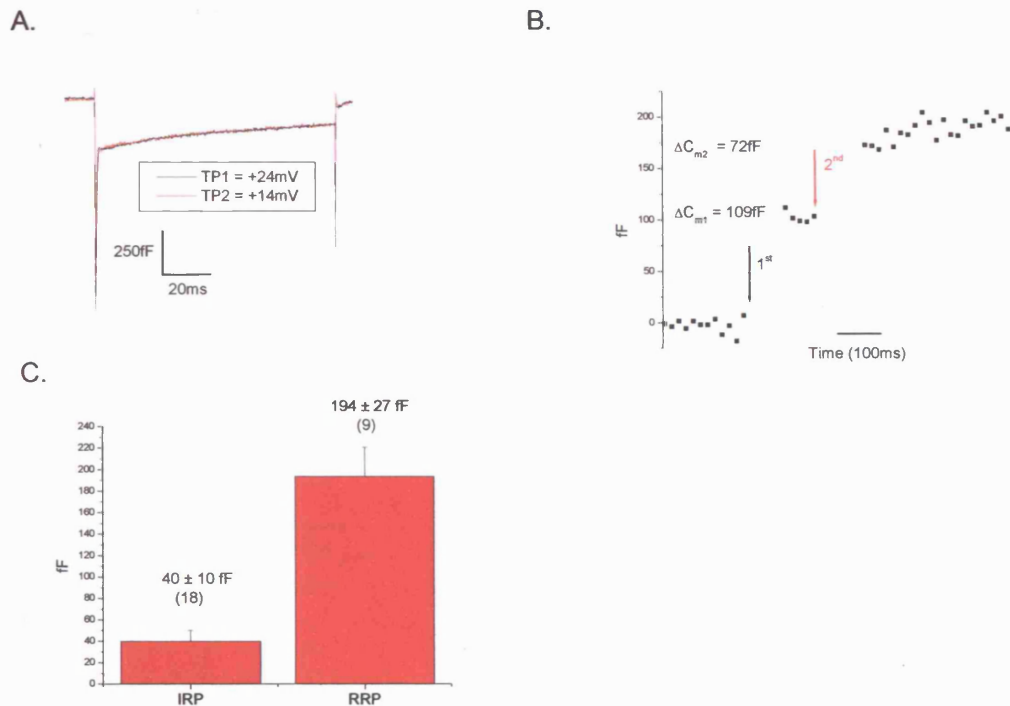 A.
TP1 = +24mV
TP2 = +14mV
250fF
20ms
B.
200
150
100
50
0
fF
ΔCm2 = 72fF
ΔCm1 = 109fF
2nd
1st
Time (100ms)
C.
194 ± 27 fF
(9)
40 ± 10 fF
(18)
240
220
200
180
160
140
120
100
80
60
40
20
0
fF
IRP
RRP